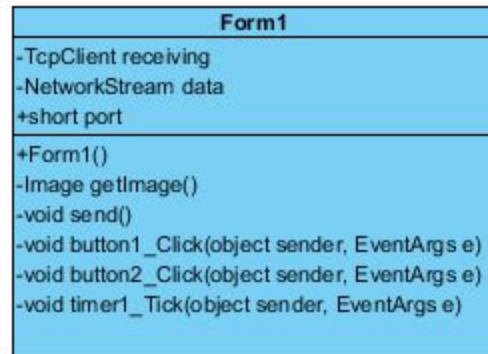 Form1
-TcpClient receiving
-NetworkStream data
+short port
+Form1()
-Image getImage()
-void send()
-void button1_Click(object sender, EventArgs e)
-void button2_Click(object sender, EventArgs e)
-void timer1_Tick(object sender, EventArgs e)